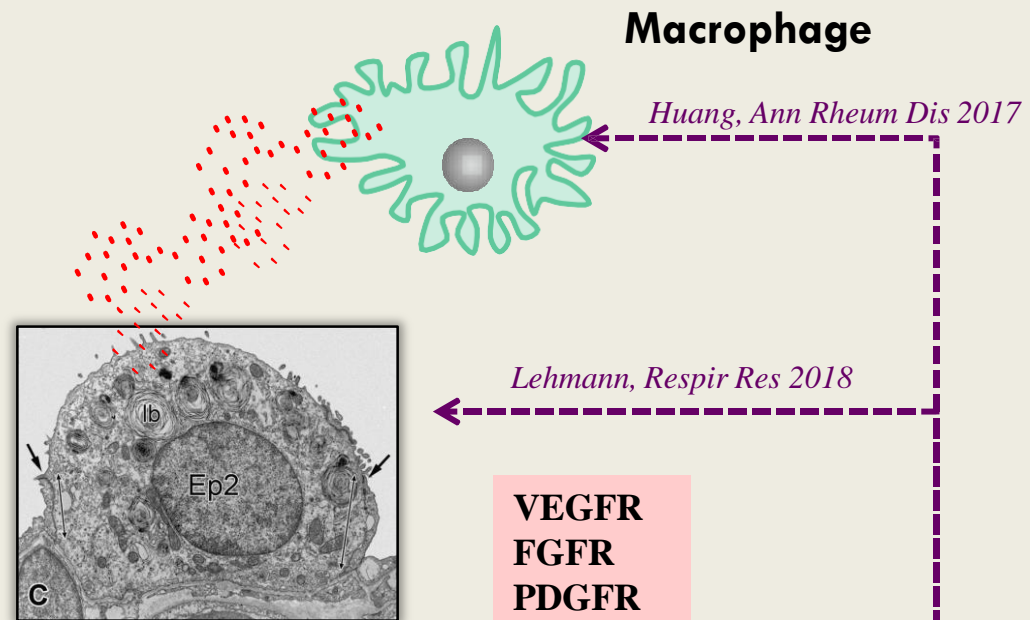 Macrophage
Huang, Ann Rheum Dis 2017
Lehmann, Respir Res 2018
lb
Ep2
C
VEGFR
FGFR
PDGFR